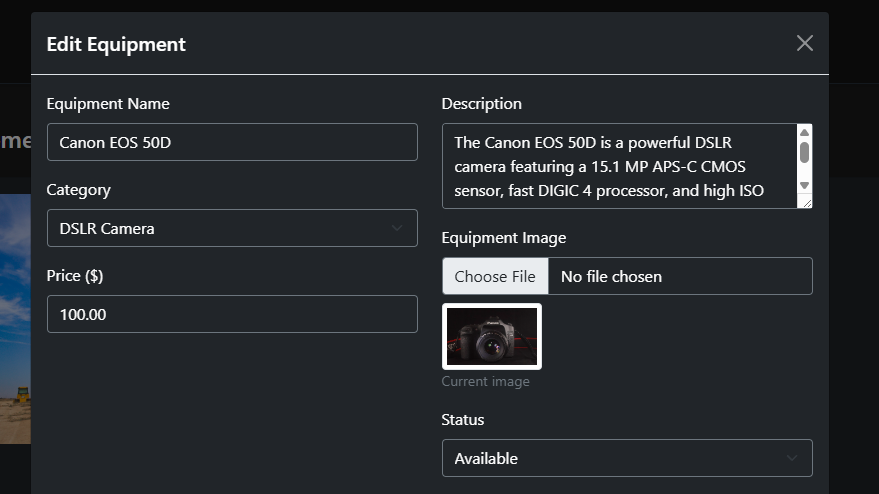 Edit Equipment
Equipment Name
Canon EOS 50D
Category
DSLR Camera
Price ($)
100.00
Description
The Canon EOS 50D is a powerful DSLR
camera featuring a 15.1 MP APS-C CMOS
sensor, fast DIGIC 4 processor, and high ISO
Equipment Image
Choose File No file chosen
Current image
Status
Available